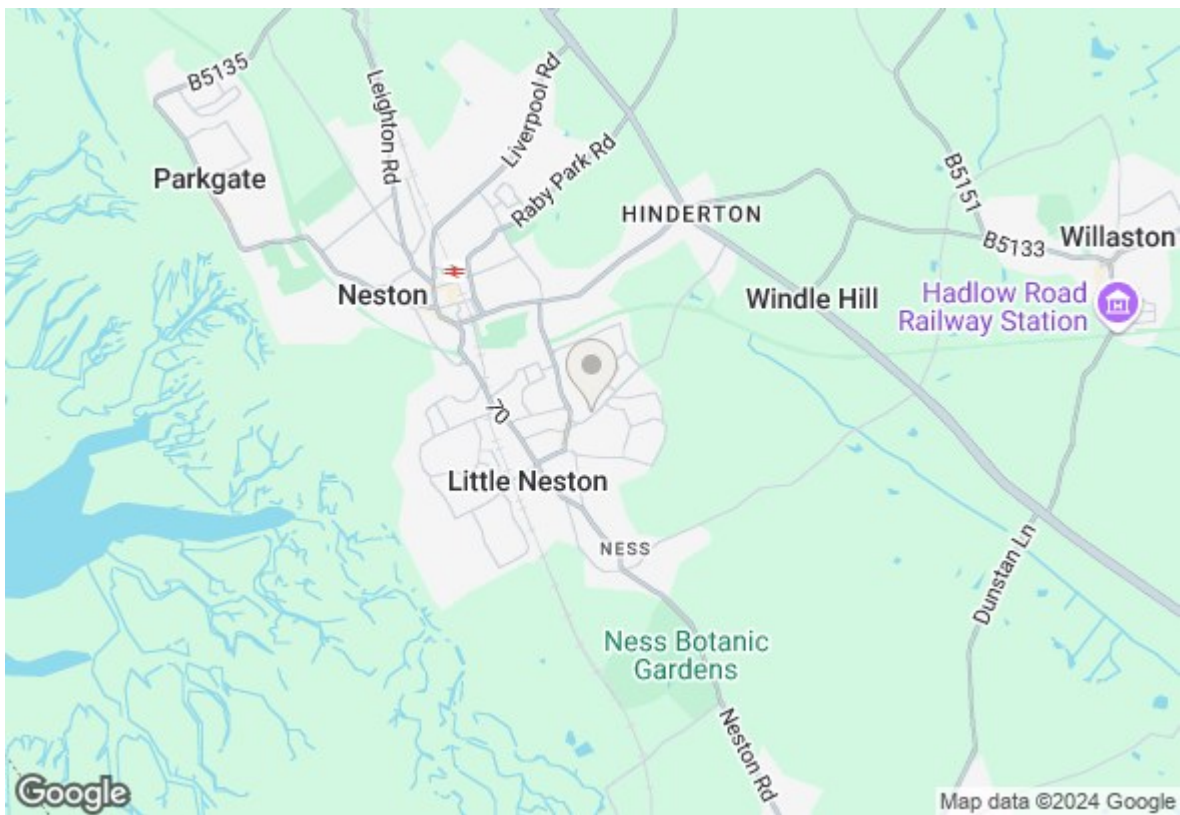 B5135
Leighton Rd
Liverpool Rd
Parkgate
Raby Park Rd
B5151
HINDERTON
B5133
Willaston
Neston
Windle Hill
Hadlow Road
Railway Station
70
Little Neston
NESS
Dunstan Ln
Ness Botanic
Gardens
Neston Rd
Google
Map data ©2024 Google